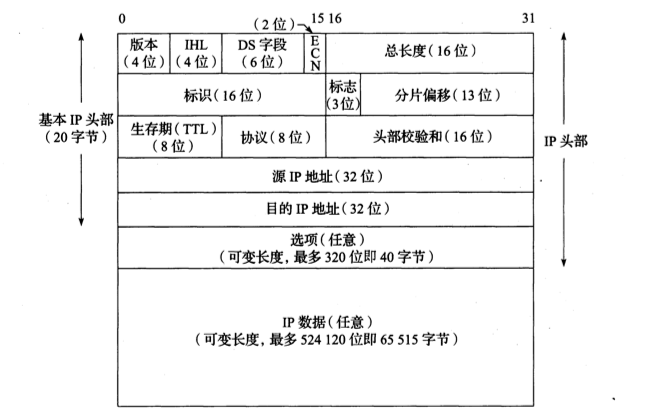 0 (2位) 15 16 31
版本 IHL DS字段 ECN 总长度(16位)
(4位) (4位) (6位)
标识(16位) 标志 分片偏移(13位)
(3位)
基本IP头部
(20字节)
生存期(TTL) 协议(8位) 头部校验和(16位)
(8位)
IP头部
源IP地址(32位)
目的IP地址(32位)
选项(任意)
(可变长度,最多320位即40字节)
IP数据(任意)
(可变长度,最多524 120位即65 515字节)